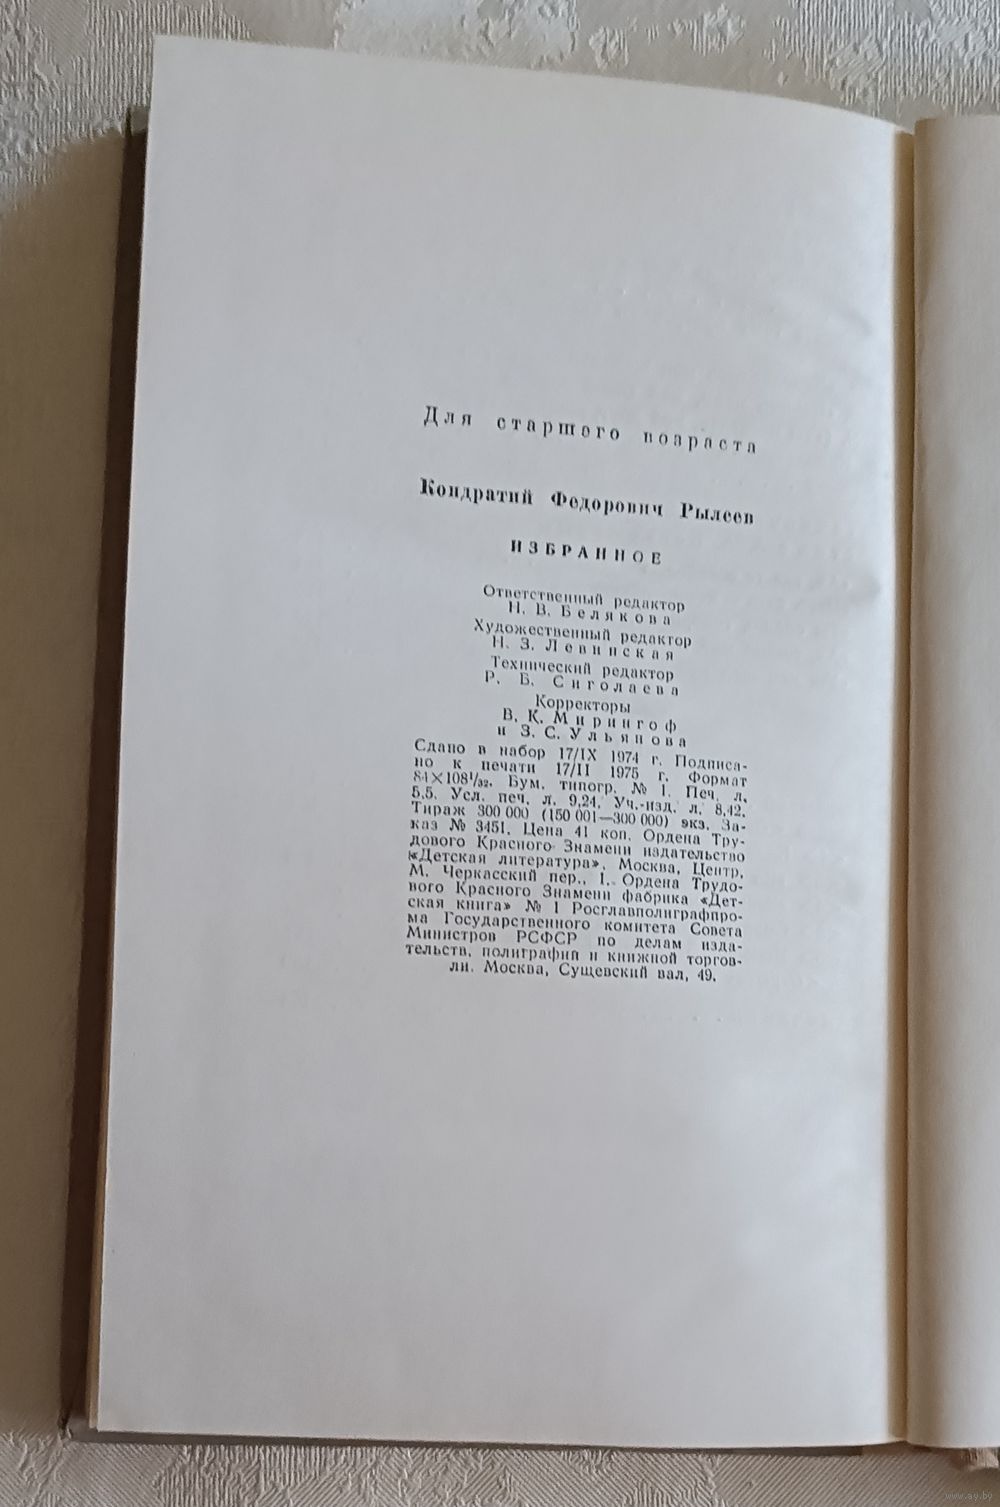 Для старшего возраста
Кондратий Федорович Рылеев
ИЗБРАННОЕ
Ответственный редактор
Н. В. Белякова
Художественный редактор
Н. З. Левинская
Технический редактор
Р. Б. Сиголаева
Корректоры
В. К. Мирингоф
и З. С. Ульянова
Сдано в набор 17/IX 1974 г. Подписа-
но к печати 17/II 1975 г. Формат
84×108¹/₃₂. Бум. типогр. № 1. Печ. л.
5,5. Усл. печ. л. 9,24. Уч.-изд. л. 8,42.
Тираж 300 000 (150 001—300 000) экз. За-
каз № 3451. Цена 41 коп. Ордена Тру-
дового Красного Знамени издательство
«Детская литература». Москва, Центр,
М. Черкасский пер., 1. Ордена Трудо-
вого Красного Знамени фабрика «Дет-
ская книга» № 1 Росглавполиграфпро-
ма Государственного комитета Совета
Министров РСФСР по делам изда-
тельств, полиграфии и книжной торгов-
ли. Москва, Сущевский вал, 49.
www.ay.by